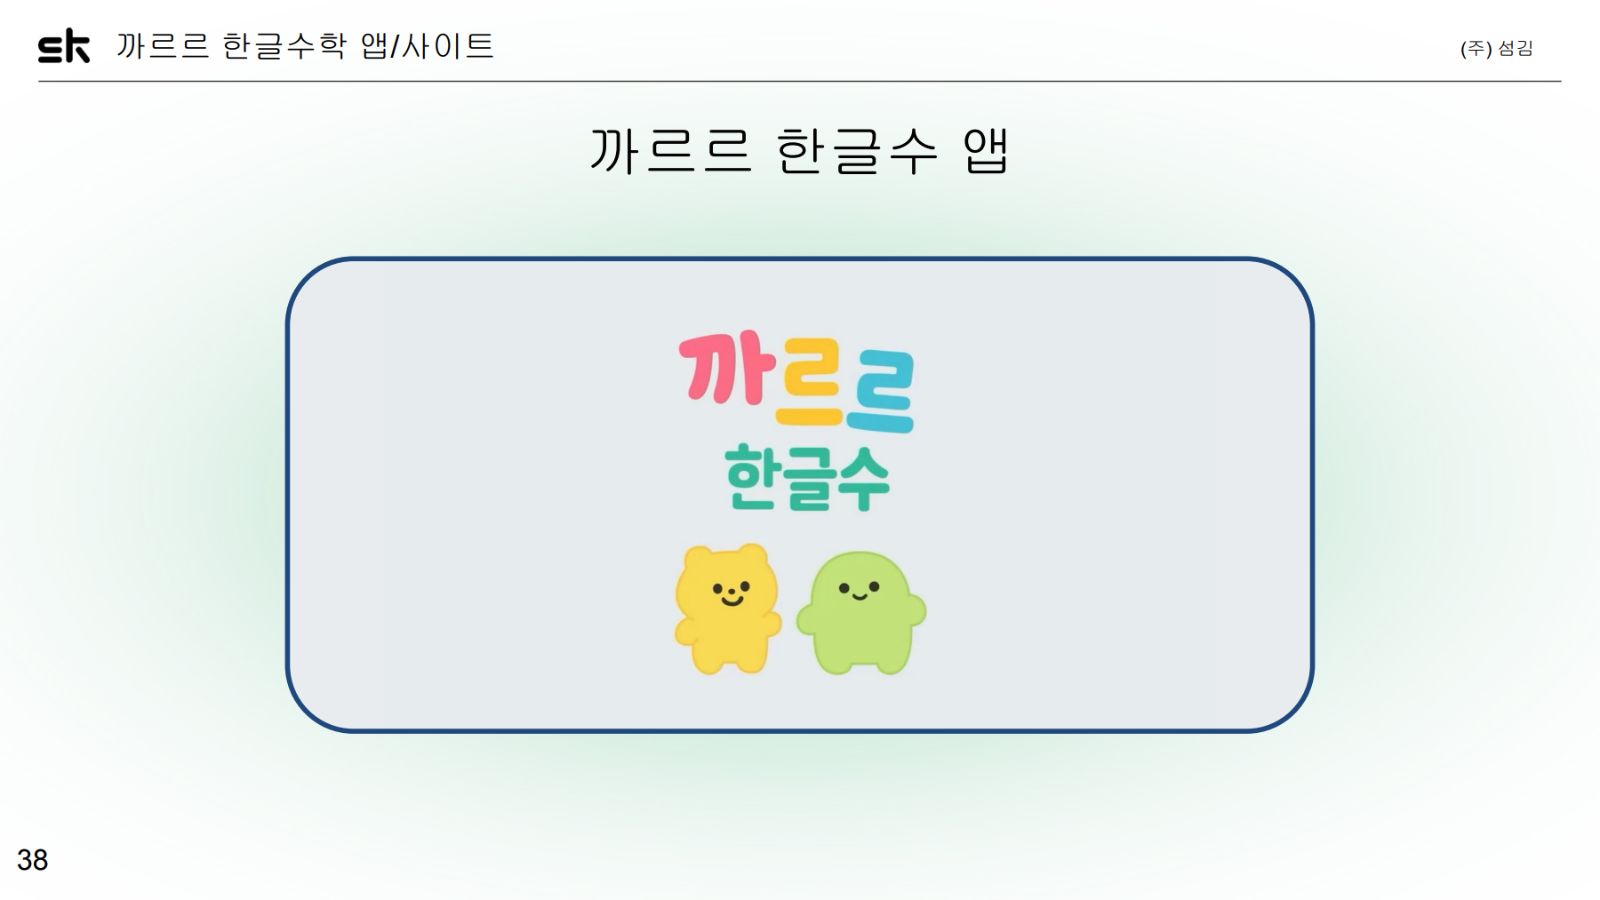 sk 까르르 한글수학 앱/사이트
(주) 섬김
까르르 한글수 앱
까르르
한글수
38